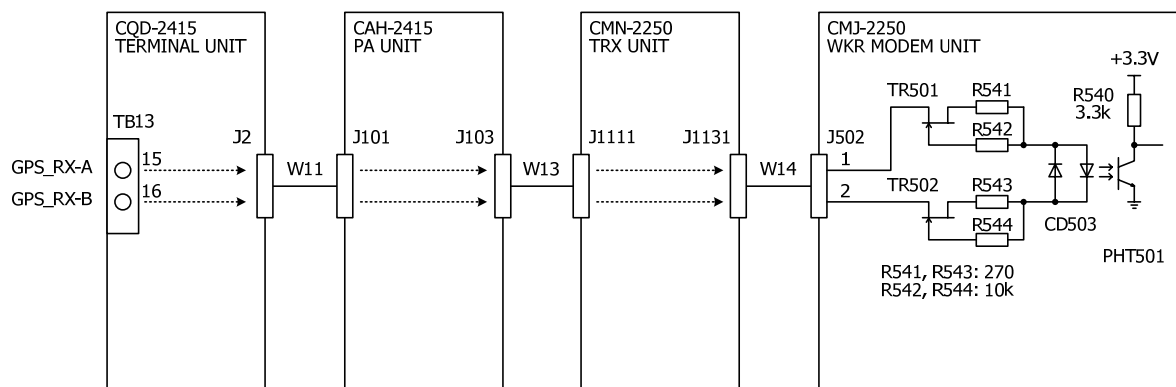 CQD-2415
TERMINAL UNIT
CAH-2415
PA UNIT
CMN-2250
TRX UNIT
CMJ-2250
WKR MODEM UNIT
+3.3V
TR501
R541
R540
3.3k
TB13
J2
J101
J103
J1111
J1131
J502
R542
GPS_RX-A
15
W11
W13
W14
1
GPS_RX-B
16
2
TR502
R543
R544
CD503
PHT501
R541, R543: 270
R542, R544: 10k